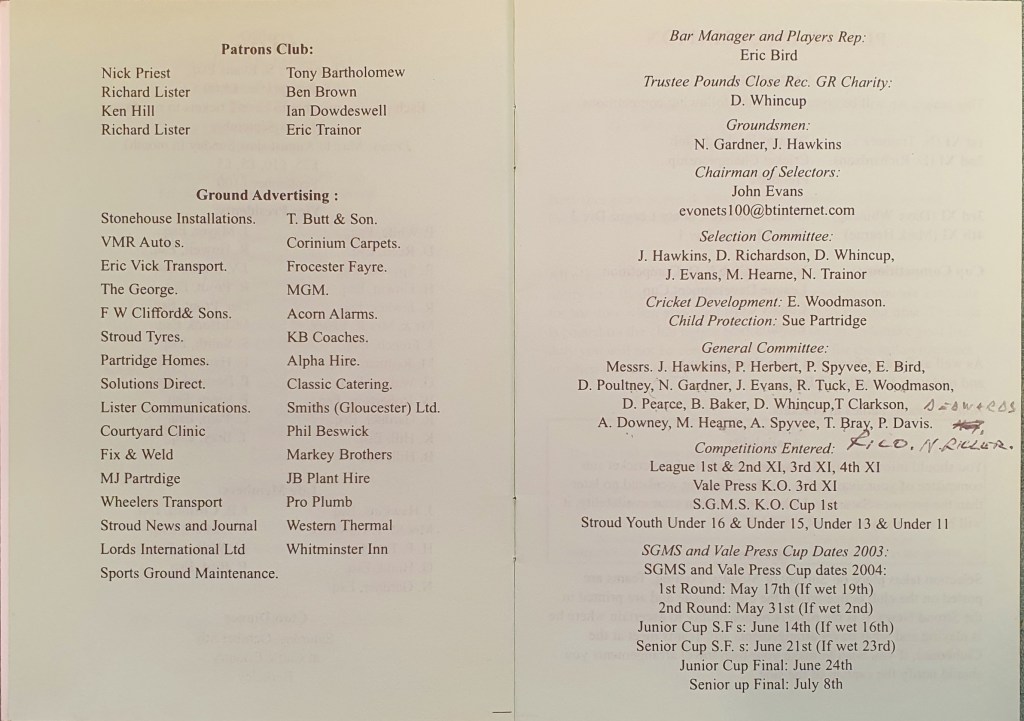 Patrons Club:
Nick Priest Tony Bartholomew
Richard Lister Ben Brown
Ken Hill Ian Dowdeswell
Richard Lister Eric Trainor
Ground Advertising :
Stonehouse Installations. T. Butt & Son.
VMR Auto s. Corinium Carpets.
Eric Vick Transport. Frocester Fayre.
The George. MGM.
F W Clifford& Sons. Acorn Alarms.
Stroud Tyres. KB Coaches.
Partridge Homes. Alpha Hire.
Solutions Direct. Classic Catering.
Lister Communications. Smiths (Gloucester) Ltd.
Courtyard Clinic Phil Beswick
Fix & Weld Markey Brothers
MJ Partrdige JB Plant Hire
Wheelers Transport Pro Plumb
Stroud News and Journal Western Thermal
Lords International Ltd Whitminster Inn
Sports Ground Maintenance.
Bar Manager and Players Rep:
Eric Bird
Trustee Pounds Close Rec. GR Charity:
D. Whincup
Groundsmen:
N. Gardner, J. Hawkins
Chairman of Selectors:
John Evans
evonets100@btinternet.com
Selection Committee:
J. Hawkins, D. Richardson, D. Whincup,
J. Evans, M. Hearne, N. Trainor
Cricket Development: E. Woodmason.
Child Protection: Sue Partridge
General Committee:
Messrs. J. Hawkins, P. Herbert, P. Spyvee, E. Bird,
D. Poultney, N. Gardner, J. Evans, R. Tuck, E. Woodmason,
D. Pearce, B. Baker, D. Whincup,T Clarkson,
A. Downey, M. Hearne, A. Spyvee, T. Bray, P. Davis.
Competitions Entered:
League 1st & 2nd XI, 3rd XI, 4th XI
Vale Press K.O. 3rd XI
S.G.M.S. K.O. Cup 1st
Stroud Youth Under 16 & Under 15, Under 13 & Under 11
SGMS and Vale Press Cup Dates 2003:
SGMS and Vale Press Cup dates 2004:
1st Round: May 17th (If wet 19th)
2nd Round: May 31st (If wet 2nd)
Junior Cup S.F s: June 14th (If wet 16th)
Senior Cup S.F. s: June 21st (If wet 23rd)
Junior Cup Final: June 24th
Senior up Final: July 8th